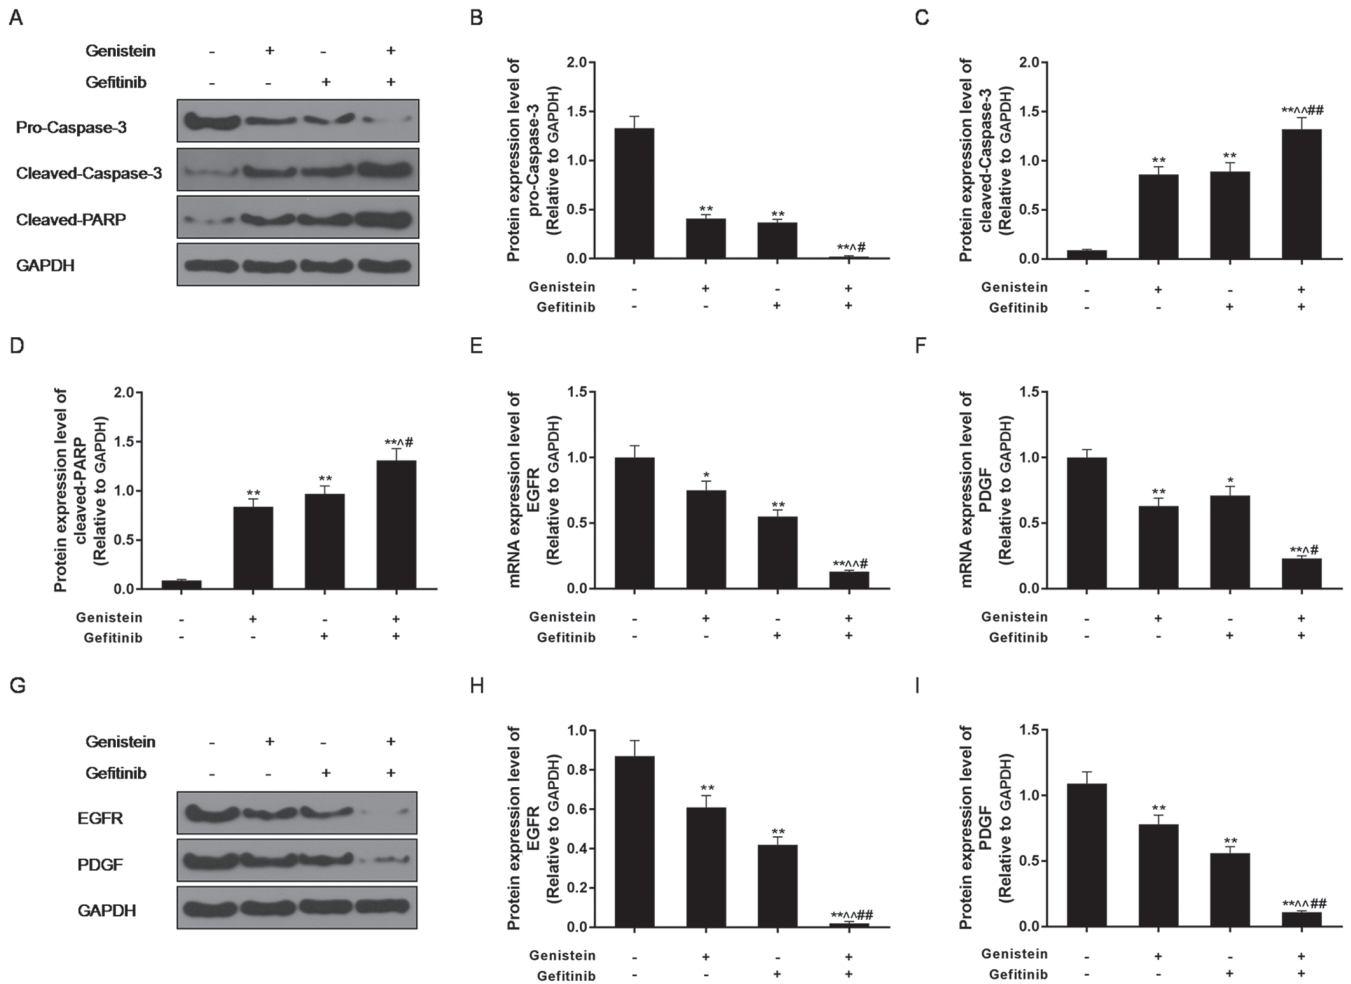 A
Genistein - + - +
Gefitinib - - + +
Pro-Caspase-3
Cleaved-Caspase-3
Cleaved-PARP
GAPDH
B
Protein expression level of
pro-Caspase-3
(Relative to GAPDH)
2.0
1.5
1.0
0.5
0.0
**
**
**^#
Genistein - + - +
Gefitinib - - + +
C
Protein expression level of
cleaved-Caspase-3
(Relative to GAPDH)
2.0
1.5
1.0
0.5
0.0
**
**
**^^##
Genistein - + - +
Gefitinib - - + +
D
Protein expression level of
cleaved-PARP
(Relative to GAPDH)
2.0
1.5
1.0
0.5
0.0
**
**
**^#
Genistein - + - +
Gefitinib - - + +
E
mRNA expression level of
EGFR
(Relative to GAPDH)
1.5
1.0
0.5
0.0
*
**
**^^#
Genistein - + - +
Gefitinib - - + +
F
mRNA expression level of
PDGF
(Relative to GAPDH)
1.5
1.0
0.5
0.0
**
*
**^#
Genistein - + - +
Gefitinib - - + +
G
Genistein - + - +
Gefitinib - - + +
EGFR
PDGF
GAPDH
H
Protein expression level of
EGFR
(Relative to GAPDH)
1.0
0.8
0.6
0.4
0.2
0.0
**
**
**^^##
Genistein - + - +
Gefitinib - - + +
I
Protein expression level of
PDGF
(Relative to GAPDH)
1.5
1.0
0.5
0.0
**
**
**^^##
Genistein - + - +
Gefitinib - - + +